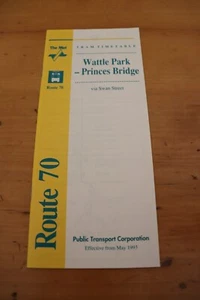 The Met
TRAM TIMETABLE
Wattle Park
– Princes Bridge
Route 70
via Swan Street
Route 70
Public Transport Corporation
Effective from May 1993